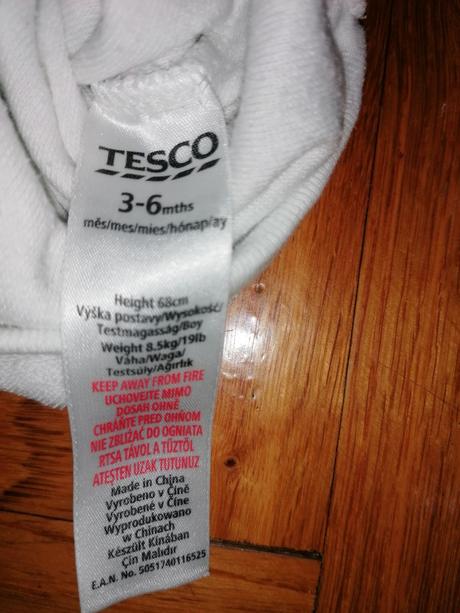 TESCO
3-6mths
měs/mes/mies/hónap/ay
Height 68cm
Výška postavy/Wysokość/
Testmagasság/Boy
Weight 8.5kg/19lb
Váha/Waga/
Testsúly/Ağırlık
KEEP AWAY FROM FIRE
UCHOVEJTE MIMO
DOSAH OHNĚ
CHRÁŇTE PRED OHŇOM
NIE ZBLIŻAĆ DO OGNIATA
RTSA TÁVOL A TŰZTŐL
ATEŞTEN UZAK TUTUNUZ
Made in China
Vyrobeno v Číně
Vyrobené v Číne
Wyprodukowano
w Chinach
Készült Kínában
Çin Malıdır
E.A.N. No. 5051740116525